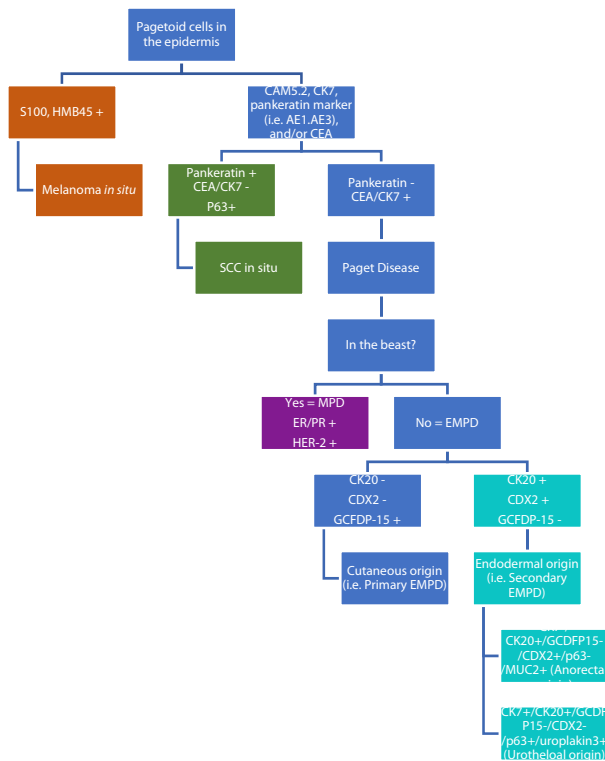 Pagetoid cells in
the epidermis
S100, HMB45 +
CAM5.2, CK7,
pankeratin marker
(i.e. AE1.AE3),
and/or CEA
Melanoma in situ
Pankeratin +
CEA/CK7 -
P63+
Pankeratin -
CEA/CK7 +
SCC in situ
Paget Disease
In the beast?
Yes = MPD
ER/PR +
HER-2 +
No = EMPD
CK20 -
CDX2 -
GCFDP-15 +
CK20 +
CDX2 +
GCFDP-15 -
Cutaneous origin
(i.e. Primary EMPD)
Endodermal origin
(i.e. Secondary
EMPD)
CK20+/GCDFP15-
/CDX2+/p63-
/MUC2+ (Anorectal
CK7+/CK20+/GCDF
P15-/CDX2-
/p63+/uroplakin3+
(Urotheloal origin)